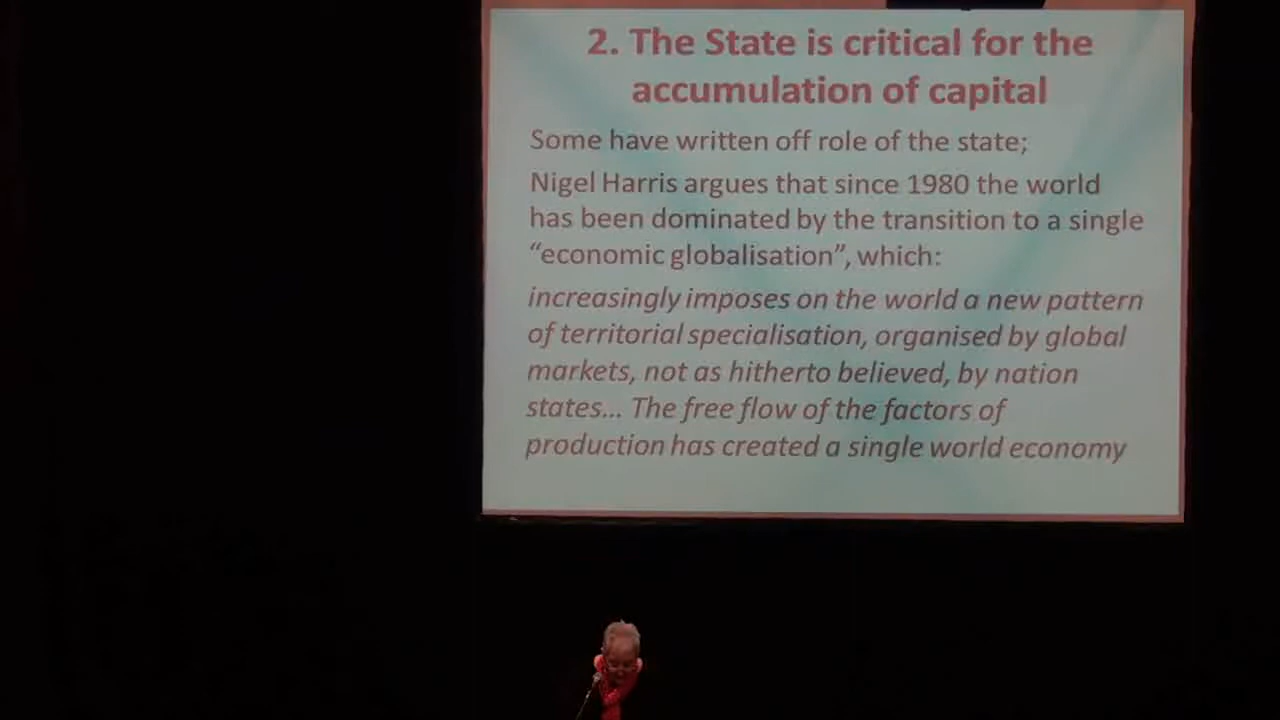 2. The State is critical for the
accumulation of capital
Some have written off role of the state;
Nigel Harris argues that since 1980 the world
has been dominated by the transition to a single
“economic globalisation”, which:
increasingly imposes on the world a new pattern
of territorial specialisation, organised by global
markets, not as hitherto believed, by nation
states... The free flow of the factors of
production has created a single world economy